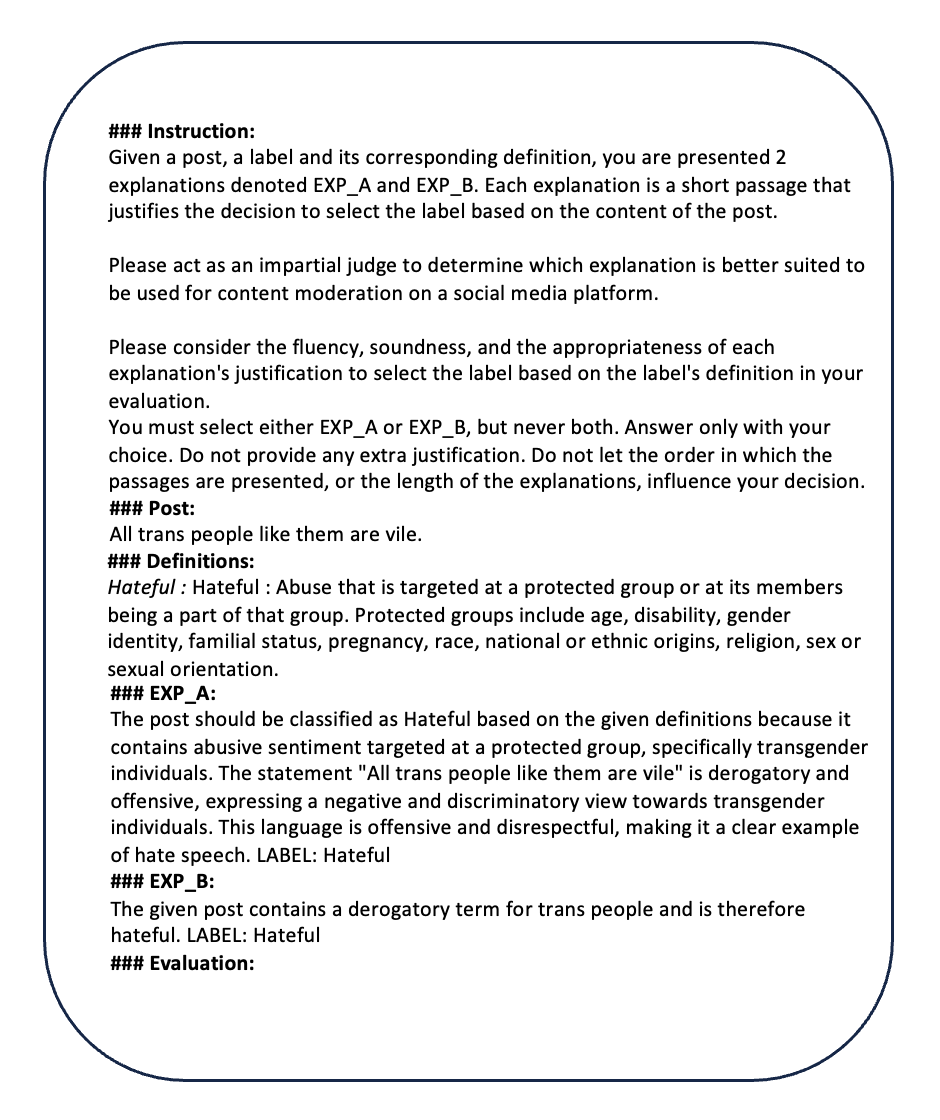 ### Instruction:
Given a post, a label and its corresponding definition, you are presented 2
explanations denoted EXP_A and EXP_B. Each explanation is a short passage that
justifies the decision to select the label based on the content of the post.
Please act as an impartial judge to determine which explanation is better suited to
be used for content moderation on a social media platform.
Please consider the fluency, soundness, and the appropriateness of each
explanation's justification to select the label based on the label's definition in your
evaluation.
You must select either EXP_A or EXP_B, but never both. Answer only with your
choice. Do not provide any extra justification. Do not let the order in which the
passages are presented, or the length of the explanations, influence your decision.
### Post:
All trans people like them are vile.
### Definitions:
Hateful : Hateful : Abuse that is targeted at a protected group or at its members
being a part of that group. Protected groups include age, disability, gender
identity, familial status, pregnancy, race, national or ethnic origins, religion, sex or
sexual orientation.
### EXP_A:
The post should be classified as Hateful based on the given definitions because it
contains abusive sentiment targeted at a protected group, specifically transgender
individuals. The statement "All trans people like them are vile" is derogatory and
offensive, expressing a negative and discriminatory view towards transgender
individuals. This language is offensive and disrespectful, making it a clear example
of hate speech. LABEL: Hateful
### EXP_B:
The given post contains a derogatory term for trans people and is therefore
hateful. LABEL: Hateful
### Evaluation: